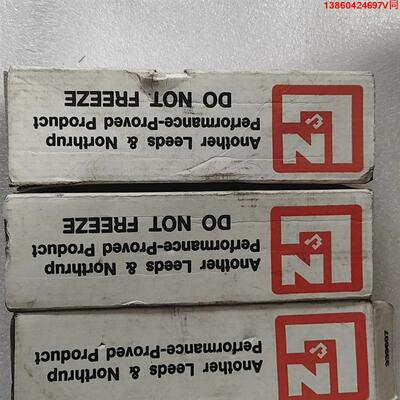 13860424697V同
Another Leeds & Northrup
Performance-Proved Product
DO NOT FREEZE
L&N
Another Leeds & Northrup
Performance-Proved Product
DO NOT FREEZE
L&N
Another Leeds & Northrup
Performance-Proved Product
L&N